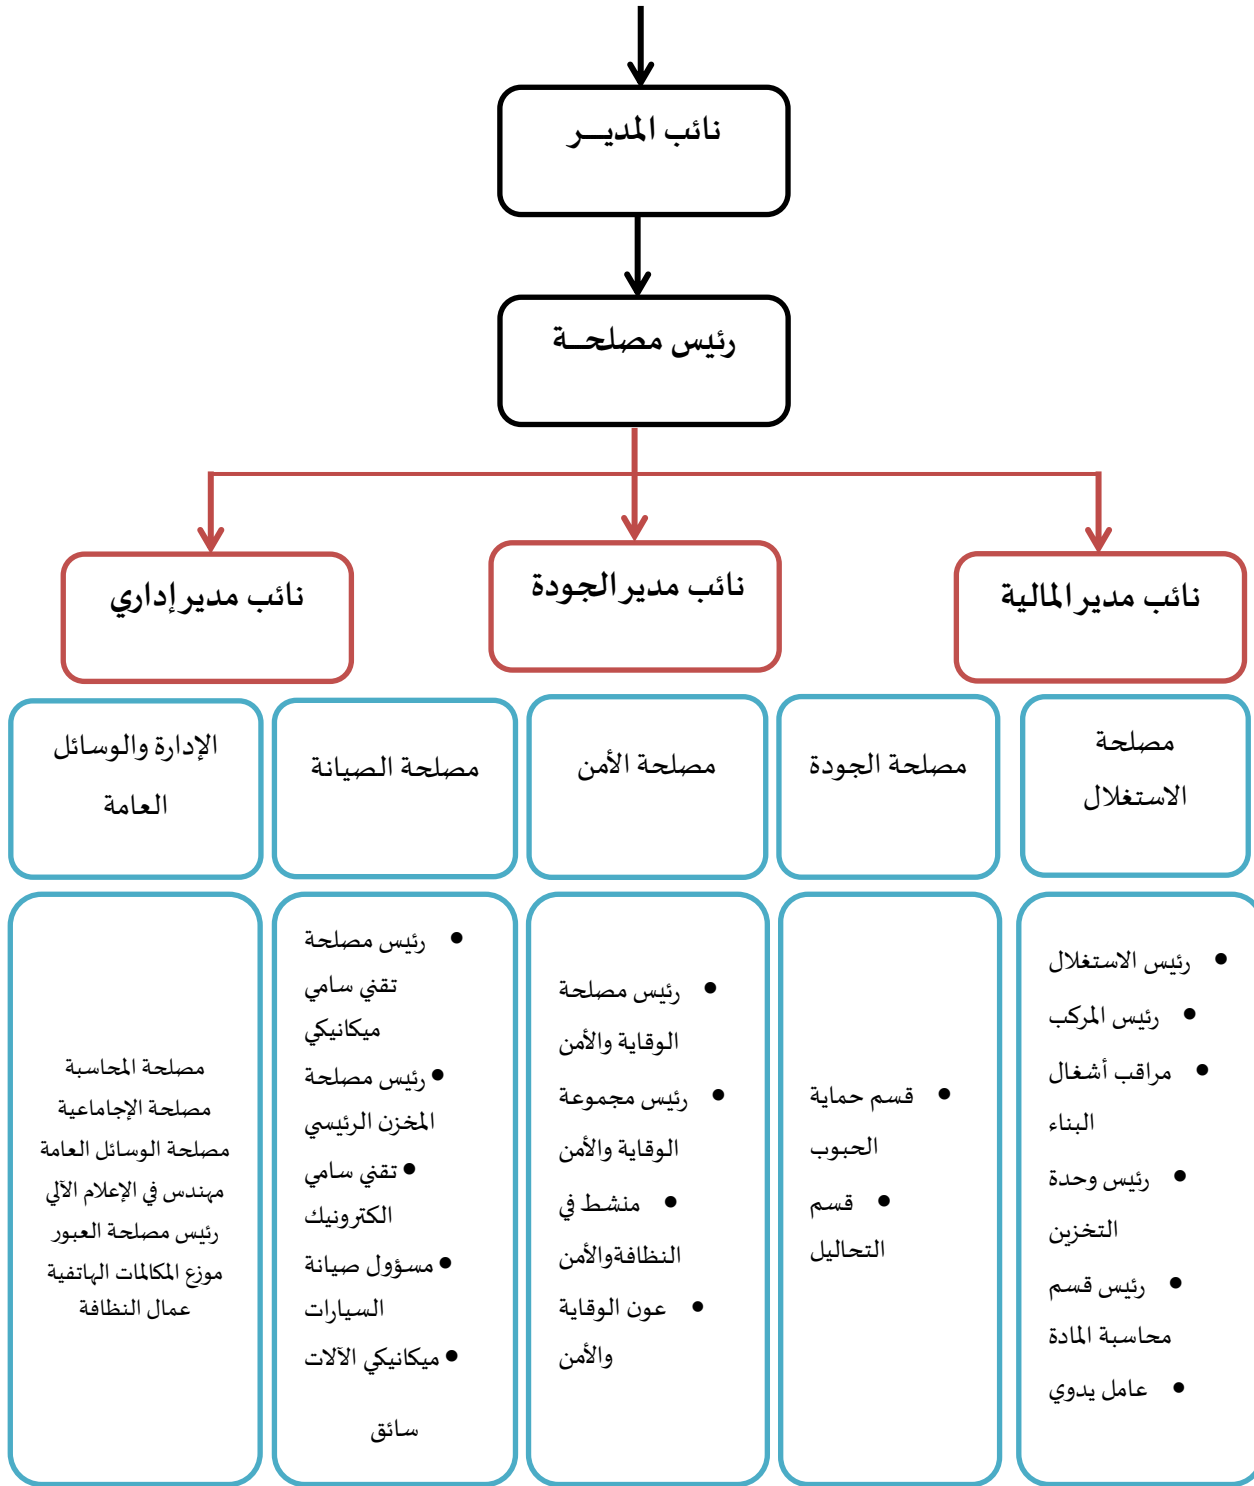 نائب المديــر
رئيس مصلحــة
نائب مدير المالية
نائب مدير الجودة
نائب مدير إداري
مصلحة
الاستغلال
مصلحة الجودة
مصلحة الأمن
مصلحة الصيانة
الإدارة والوسائل
العامة
• رئيس الاستغلال
• رئيس المركب
• مراقب أشغال
البناء
• رئيس وحدة
التخزين
• رئيس قسم
محاسبة المادة
• عامل يدوي
• قسم حماية
الحبوب
• قسم
التحاليل
• رئيس مصلحة
الوقاية والأمن
• رئيس مجموعة
الوقاية والأمن
• منشط في
النظافةوالأمن
• عون الوقاية
والأمن
• رئيس مصلحة
تقني سامي
ميكانيكي
• رئيس مصلحة
المخزن الرئيسي
• تقني سامي
الكترونيك
• مسؤول صيانة
السيارات
• ميكانيكي الآلات
سائق
مصلحة المحاسبة
مصلحة الإجاماعية
مصلحة الوسائل العامة
مهندس في الإعلام الآلي
رئيس مصلحة العبور
موزع المكالمات الهاتفية
عمال النظافة